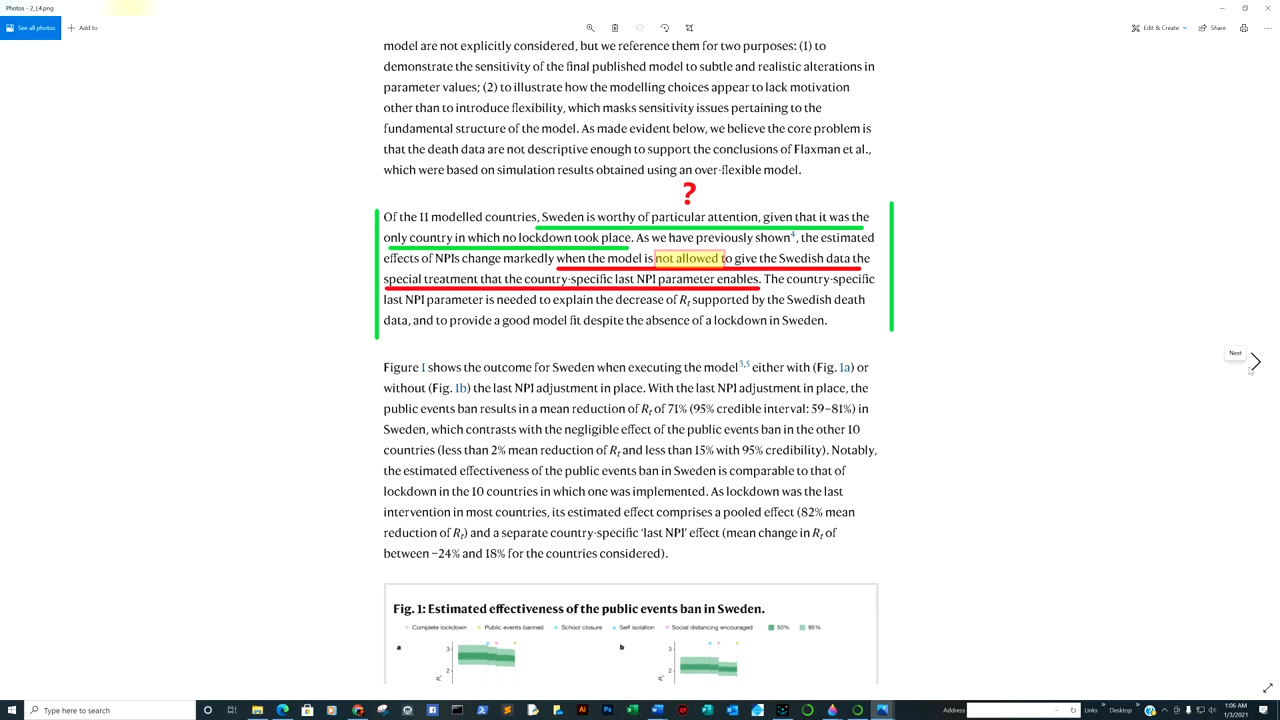 Photos - 2_L4.png
See all photos
Add to
Edit & Create
Share
model are not explicitly considered, but we reference them for two purposes: (1) to
demonstrate the sensitivity of the final published model to subtle and realistic alterations in
parameter values; (2) to illustrate how the modelling choices appear to lack motivation
other than to introduce flexibility, which masks sensitivity issues pertaining to the
fundamental structure of the model. As made evident below, we believe the core problem is
that the death data are not descriptive enough to support the conclusions of Flaxman et al.,
which were based on simulation results obtained using an over-flexible model.
?
Of the 11 modelled countries, Sweden is worthy of particular attention, given that it was the
only country in which no lockdown took place. As we have previously shown4, the estimated
effects of NPIs change markedly when the model is not allowed to give the Swedish data the
special treatment that the country-specific last NPI parameter enables. The country-specific
last NPI parameter is needed to explain the decrease of Rt supported by the Swedish death
data, and to provide a good model fit despite the absence of a lockdown in Sweden.
Next
Figure 1 shows the outcome for Sweden when executing the model3,5 either with (Fig. 1a) or
without (Fig. 1b) the last NPI adjustment in place. With the last NPI adjustment in place, the
public events ban results in a mean reduction of Rt of 71% (95% credible interval: 59–81%) in
Sweden, which contrasts with the negligible effect of the public events ban in the other 10
countries (less than 2% mean reduction of Rt and less than 15% with 95% credibility). Notably,
the estimated effectiveness of the public events ban in Sweden is comparable to that of
lockdown in the 10 countries in which one was implemented. As lockdown was the last
intervention in most countries, its estimated effect comprises a pooled effect (82% mean
reduction of Rt) and a separate country-specific ‘last NPI’ effect (mean change in Rt of
between −24% and 18% for the countries considered).
Fig. 1: Estimated effectiveness of the public events ban in Sweden.
Complete lockdown Public events banned School closure Self isolation Social distancing encouraged 50% 95%
a b
3 3
2 2
Rt Rt
Type here to search
Address
Links
Desktop
1:06 AM
1/3/2021